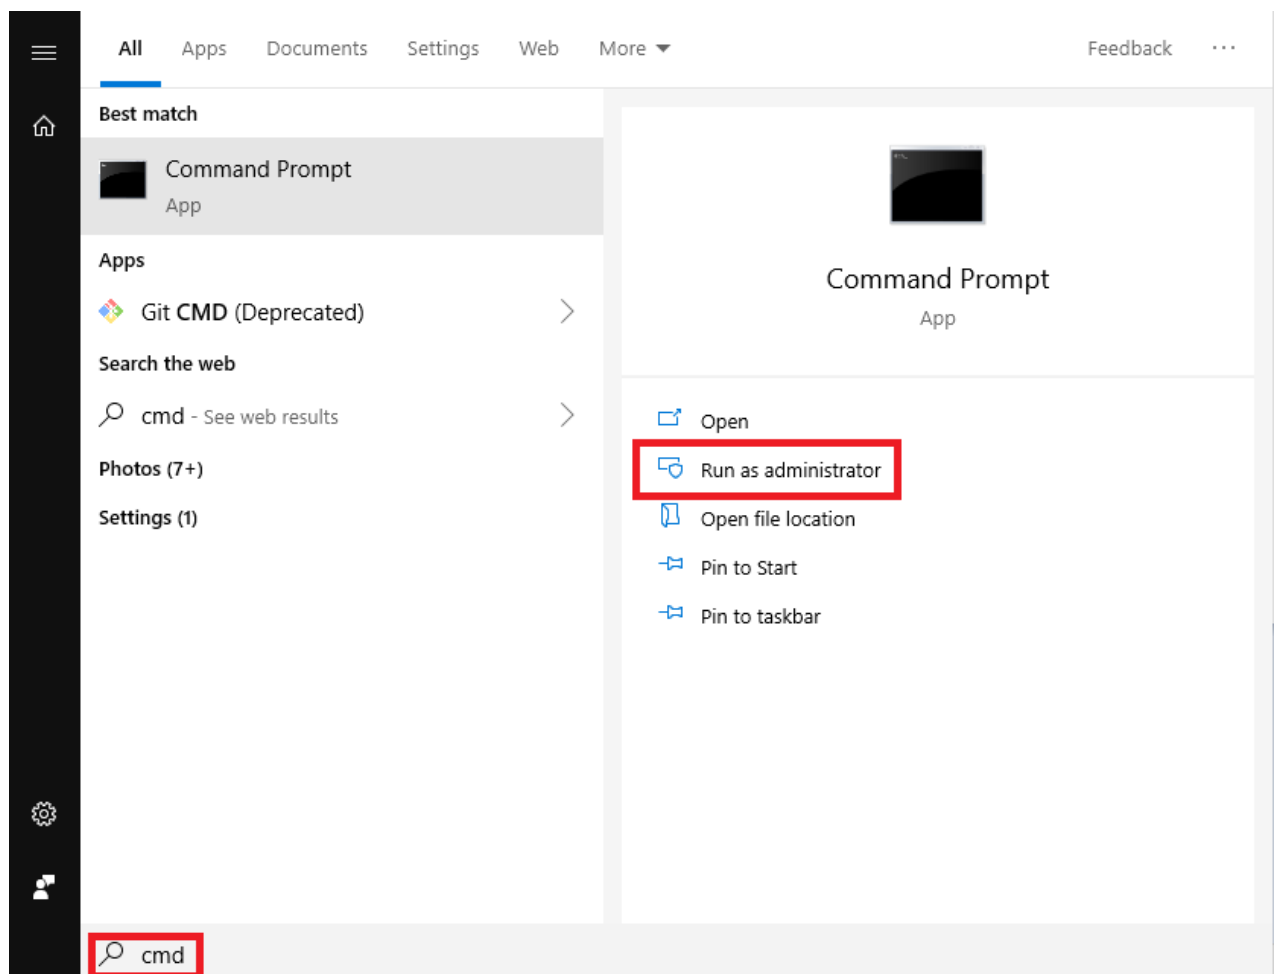 All Apps Documents Settings Web More Feedback ...
Best match
Command Prompt
App
Apps
Git CMD (Deprecated)
Search the web
cmd - See web results
Photos (7+)
Settings (1)
Command Prompt
App
Open
Run as administrator
Open file location
Pin to Start
Pin to taskbar
cmd